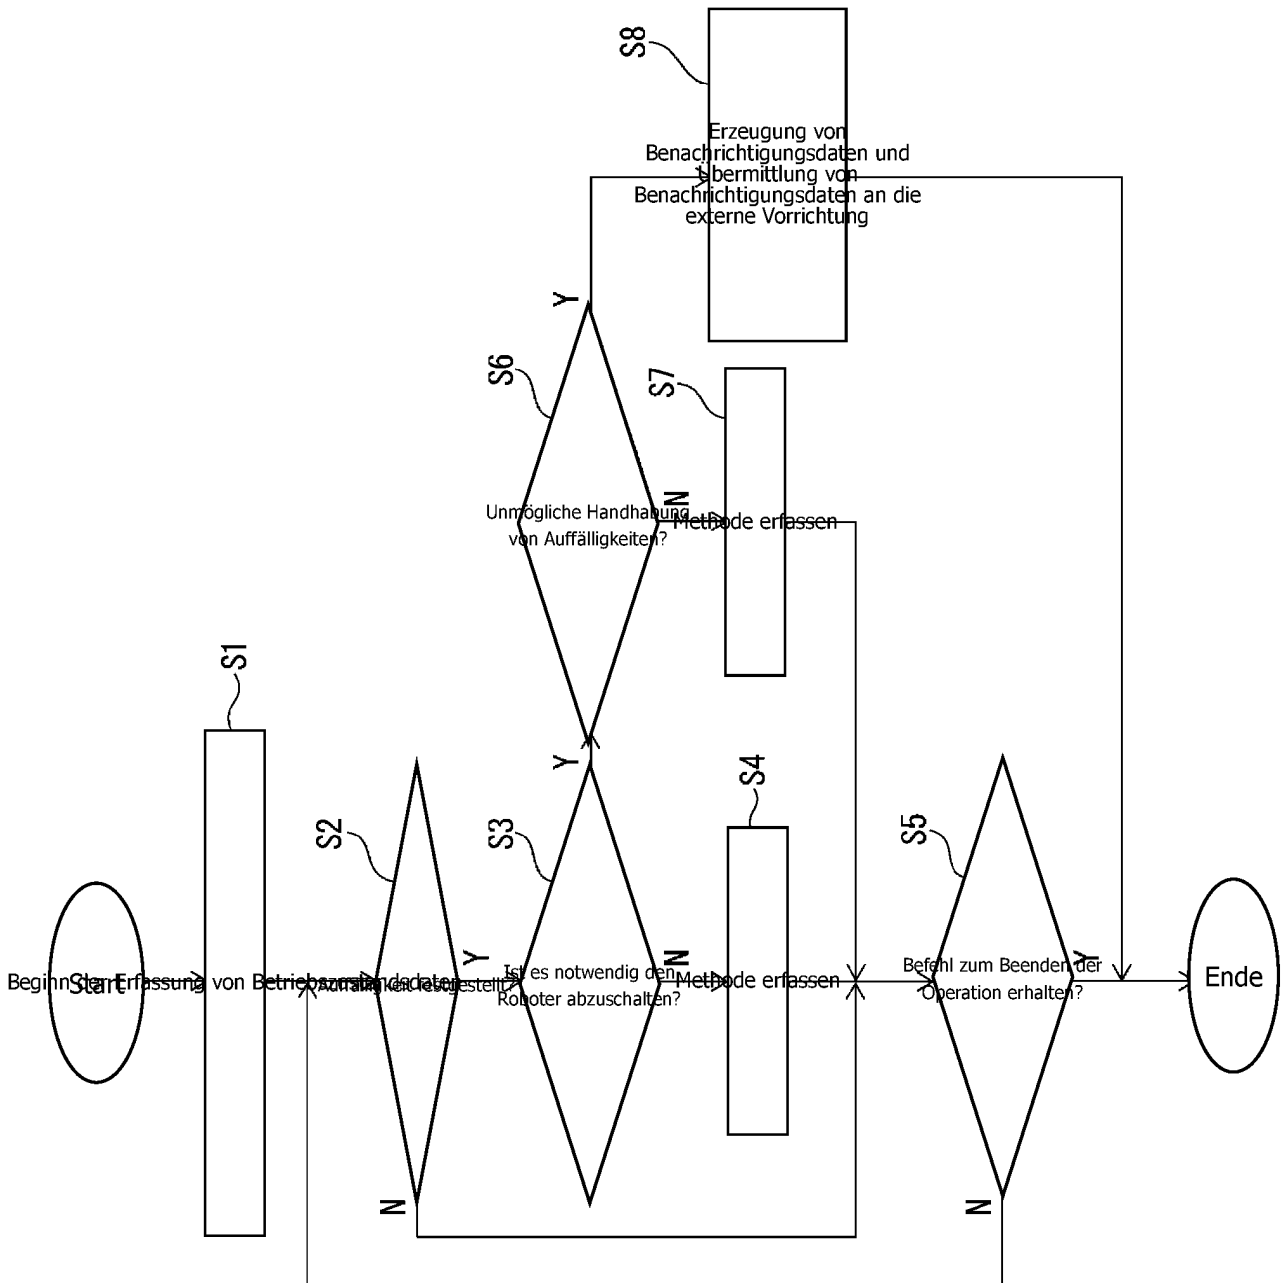 S8
Erzeugung von
Benachrichtigungsdaten und
Übermittlung von
Benachrichtigungsdaten an die
externe Vorrichtung
Y
S6
S7
Unmögliche Handhabung
von Auffälligkeiten?
N
Methode erfassen
S1
Y
S4
S2
S3
S5
Start
Beginn der Erfassung von Betriebszustandsdaten
Auffälligkeit festgestellt?
Y
Ist es notwendig den
Roboter abzuschalten?
N
Methode erfassen
Befehl zum Beenden der
Operation erhalten?
Y
Ende
N
N